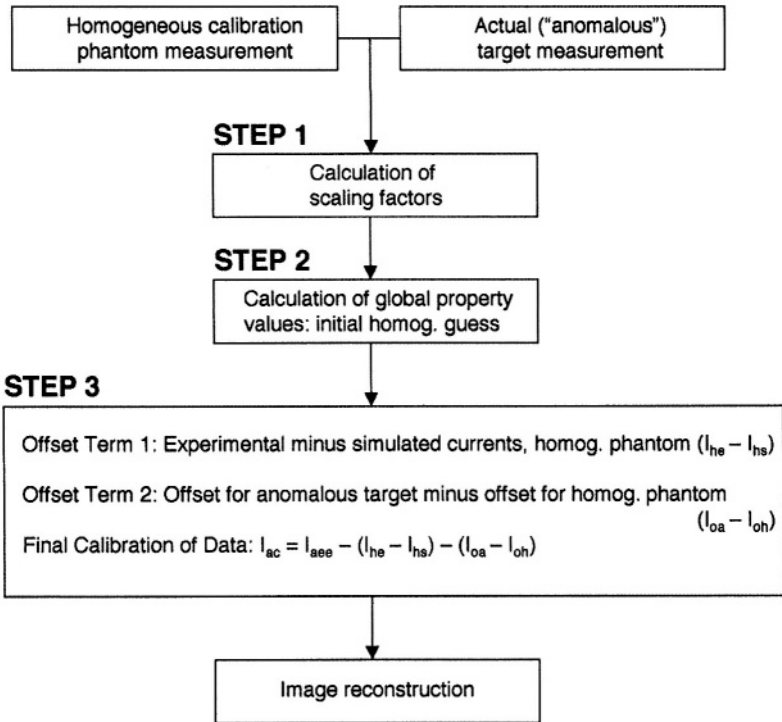 Homogeneous calibration
phantom measurement
Actual ("anomalous")
target measurement
STEP 1
Calculation of
scaling factors
STEP 2
Calculation of global property
values: initial homog. guess
STEP 3
Offset Term 1: Experimental minus simulated currents, homog. phantom (Ihe – Ihs)
Offset Term 2: Offset for anomalous target minus offset for homog. phantom
(Ioa – Ioh)
Final Calibration of Data: Iac = Iaee – (Ihe – Ihs) – (Ioa – Ioh)
Image reconstruction